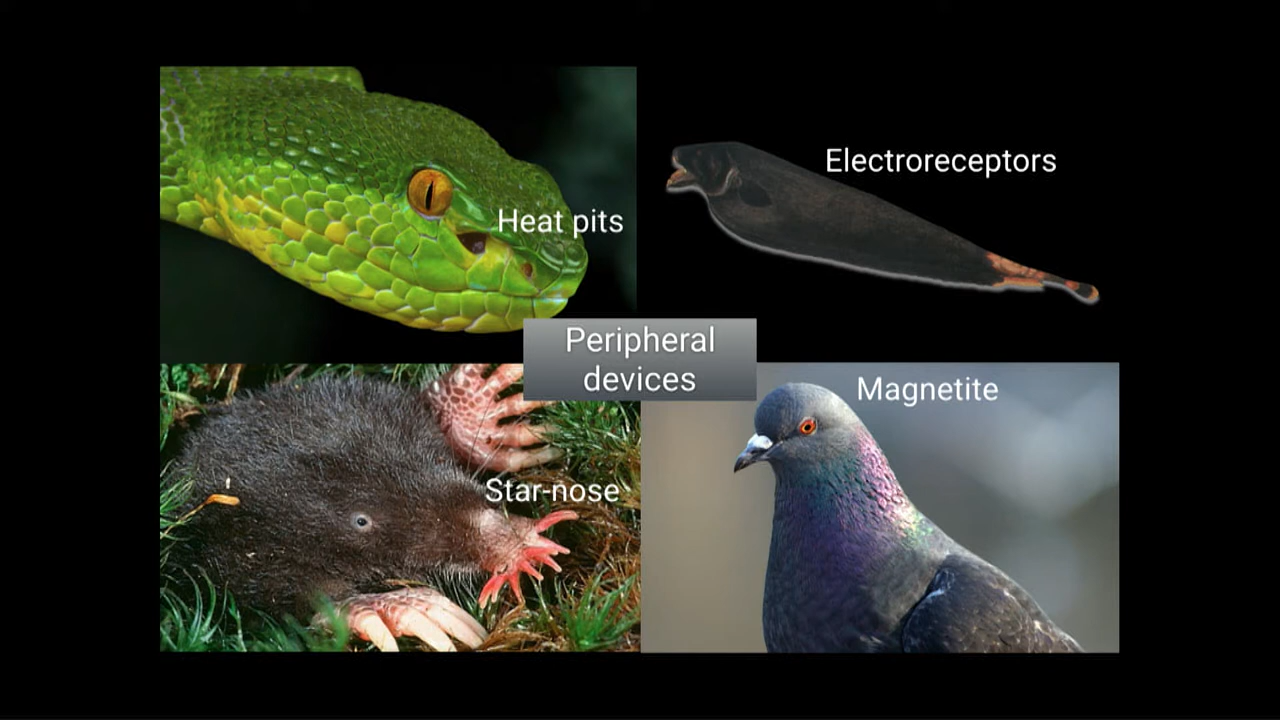 Heat pits
Electroreceptors
Peripheral
devices
Star-nose
Magnetite